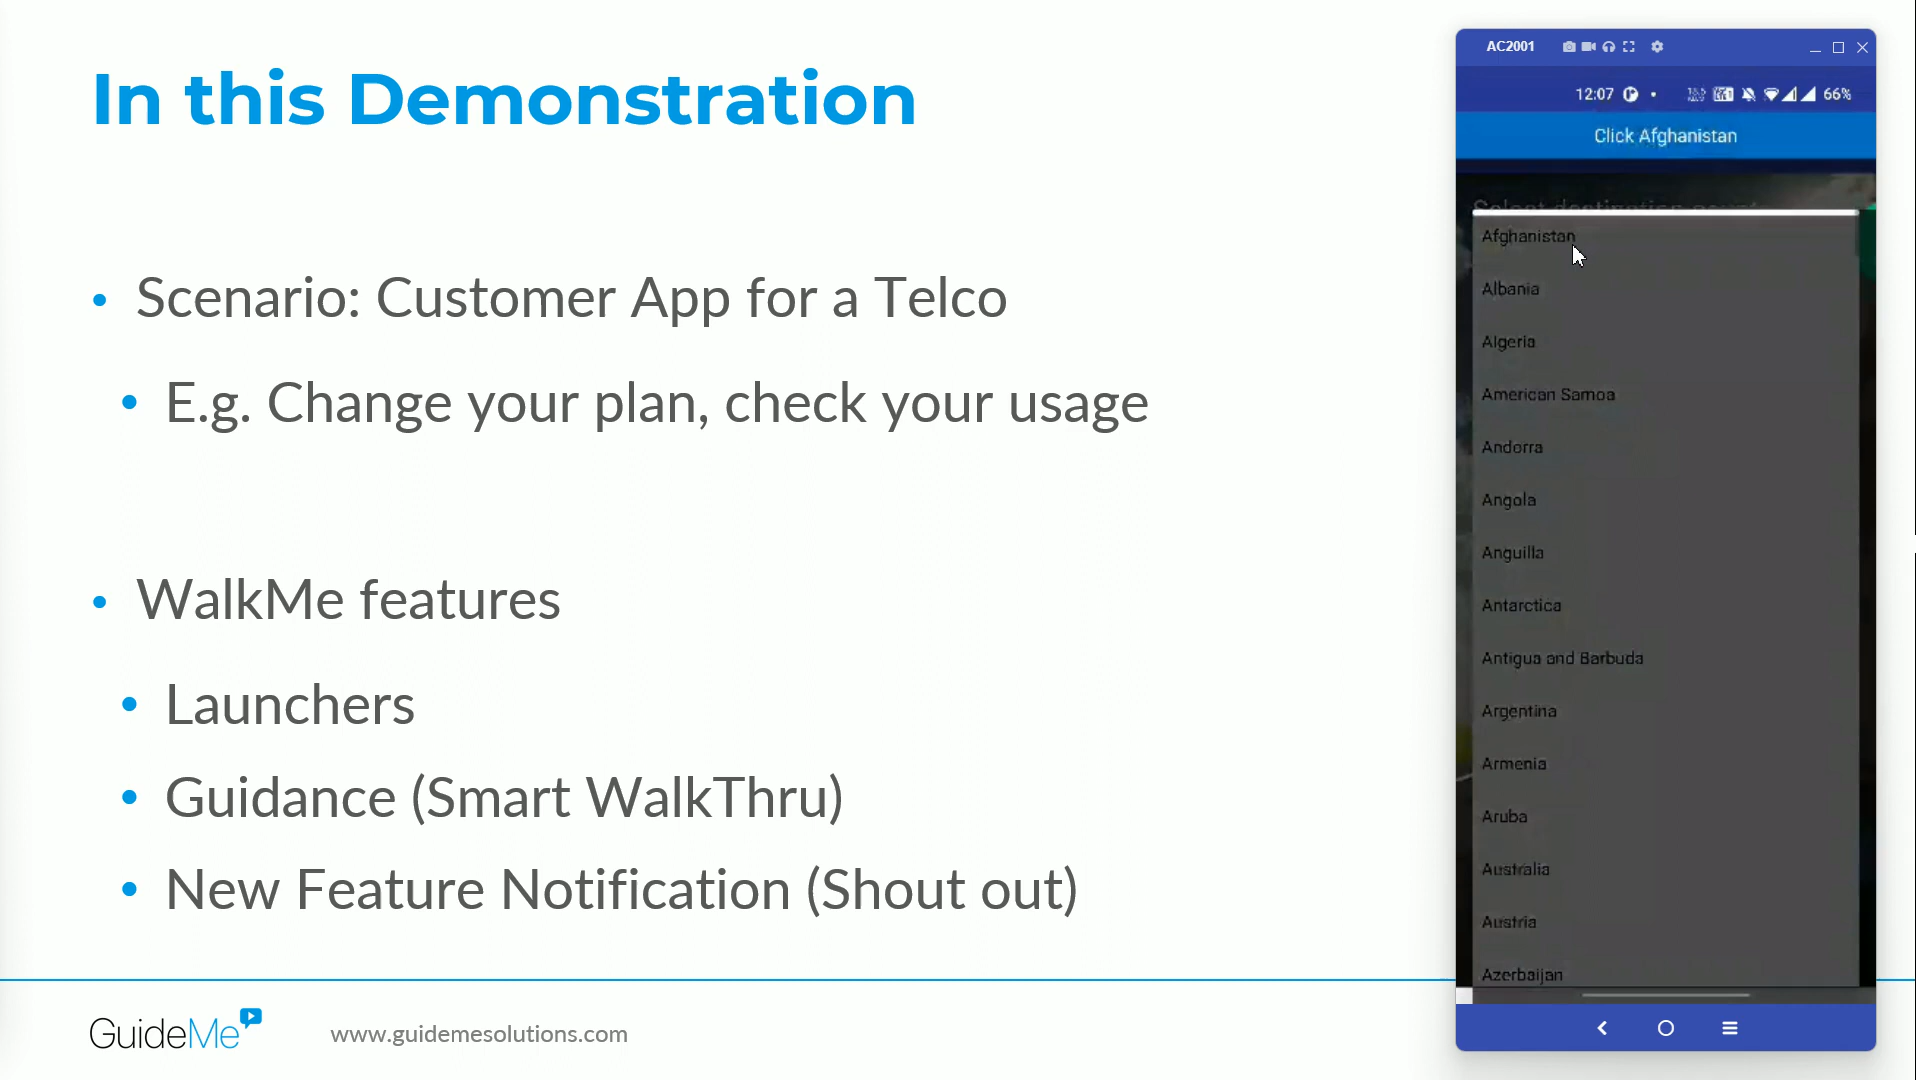 In this Demonstration
• Scenario: Customer App for a Telco
• E.g. Change your plan, check your usage
• WalkMe features
• Launchers
• Guidance (Smart WalkThru)
• New Feature Notification (Shout out)
GuideMe
www.guidemesolutions.com
AC2001
12:07
66%
Click Afghanistan
Select destination
Afghanistan
Albania
Algeria
American Samoa
Andorra
Angola
Anguilla
Antarctica
Antigua and Barbuda
Argentina
Armenia
Aruba
Australia
Austria
Azerbaijan